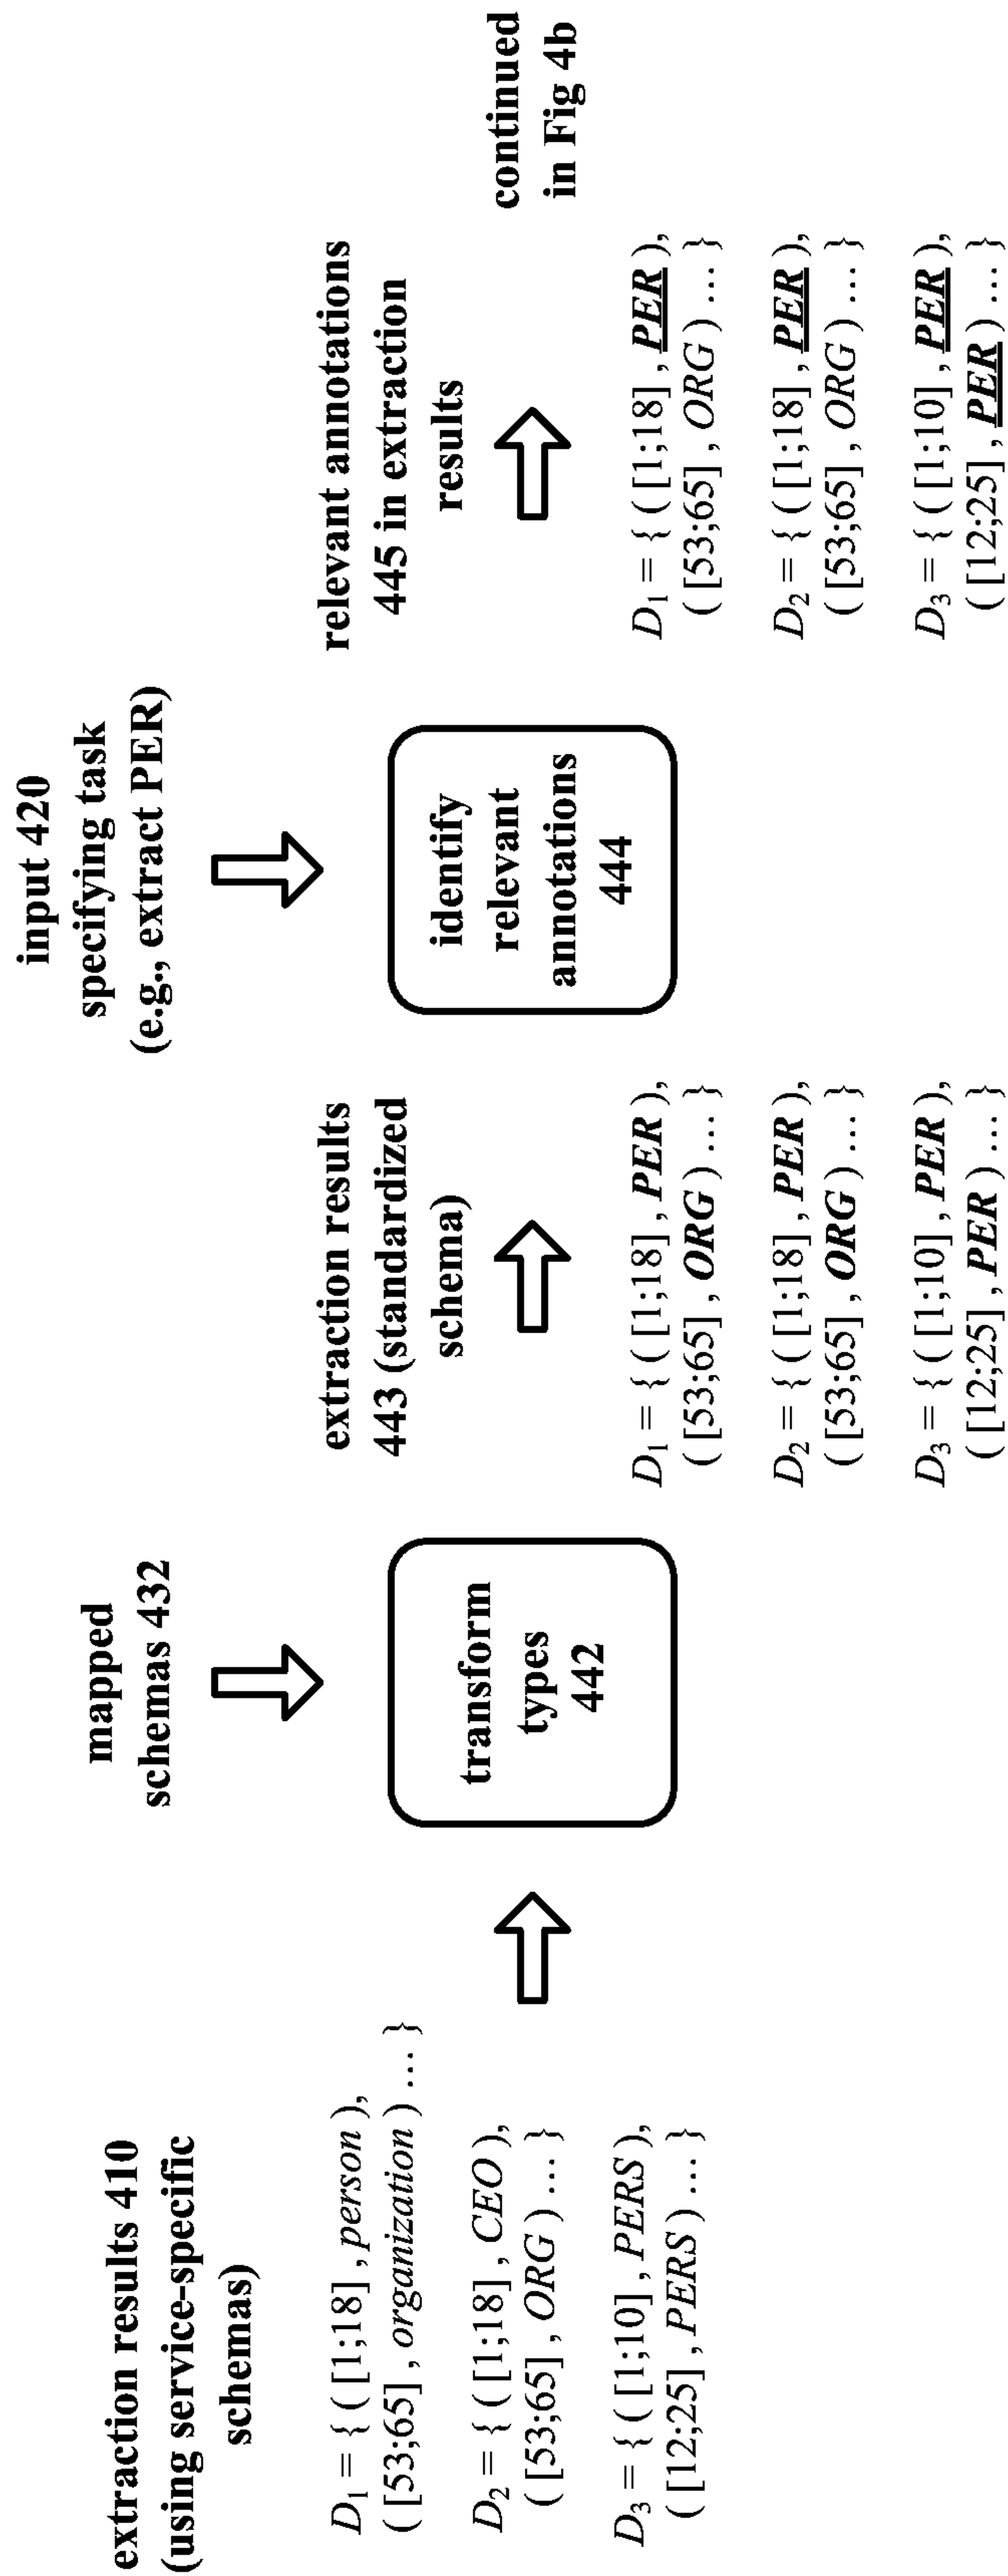 extraction results 410
(using service-specific
schemas)
D₁ = { ( [1;18] , person ),
( [53;65] , organization ) ... }
D₂ = { ( [1;18] , CEO ),
( [53;65] , ORG ) ... }
D₃ = { ( [1;10] , PERS ),
( [12;25] , PERS ) ... }
mapped
schemas 432
transform
types
442
extraction results
443 (standardized
schema)
D₁ = { ( [1;18] , PER ),
( [53;65] , ORG ) ... }
D₂ = { ( [1;18] , PER ),
( [53;65] , ORG ) ... }
D₃ = { ( [1;10] , PER ),
( [12;25] , PER ) ... }
input 420
specifying task
(e.g., extract PER)
identify
relevant
annotations
444
relevant annotations
445 in extraction
results
D₁ = { ( [1;18] , PER ),
( [53;65] , ORG ) ... }
D₂ = { ( [1;18] , PER ),
( [53;65] , ORG ) ... }
D₃ = { ( [1;10] , PER ),
( [12;25] , PER ) ... }
continued
in Fig 4b